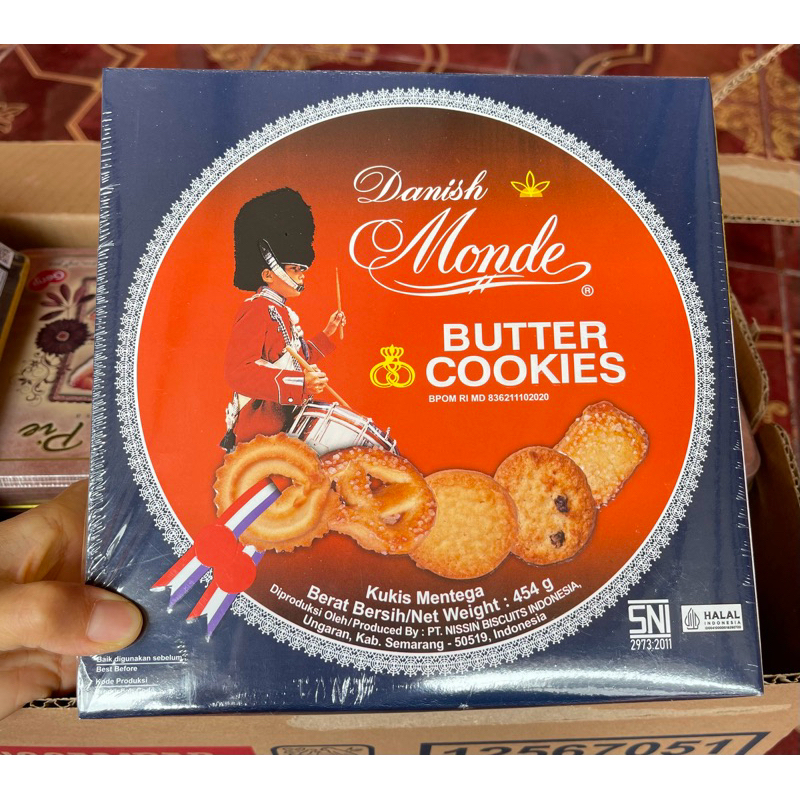 Danish
Monde
®
BUTTER
COOKIES
BPOM RI MD 836211102020
Kukis Mentega
Berat Bersih/Net Weight : 454 g
Diproduksi Oleh/Produced By : PT. NISSIN BISCUITS INDONESIA,
Ungaran, Kab. Semarang - 50519, Indonesia
SNI
2973:2011
HALAL
INDONESIA
Baik digunakan sebelum
Best Before
Kode Produksi
Pie
12567051